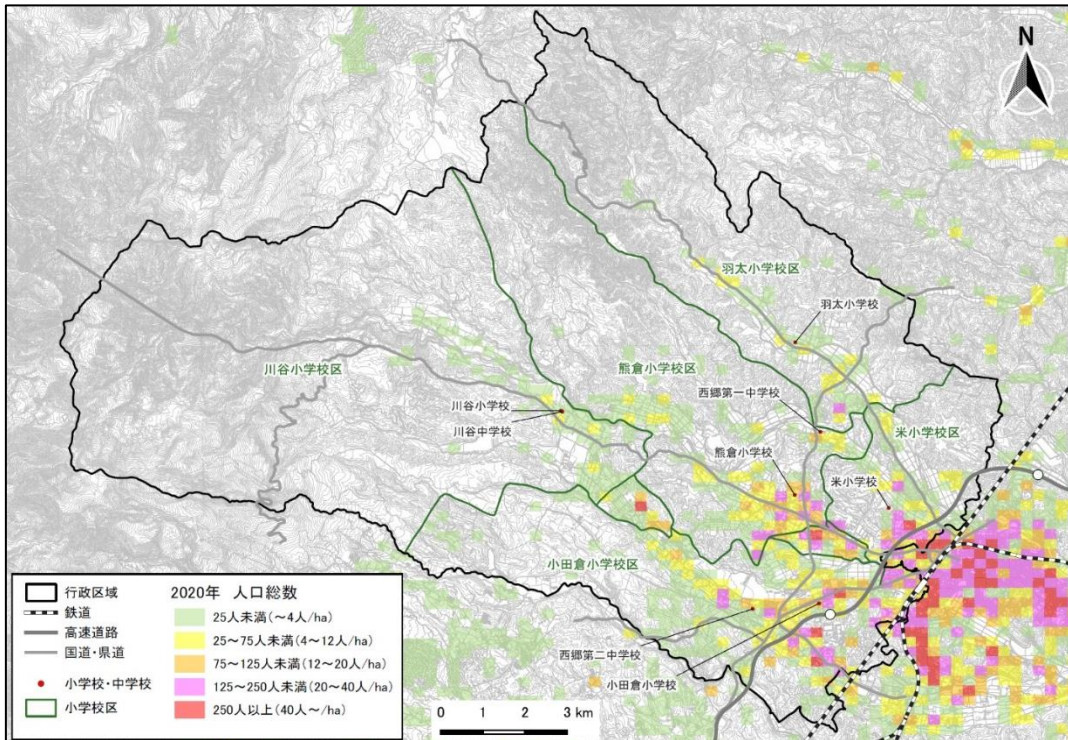 N
羽太小学校区
羽太小学校
川谷小学校区
熊倉小学校区
西郷第一中学校
川谷小学校
川谷中学校
米小学校区
熊倉小学校
米小学校
小田倉小学校区
西郷第二中学校
小田倉小学校
行政区域
鉄道
高速道路
国道・県道
小学校・中学校
小学校区
2020年 人口総数
25人未満(~4人/ha)
25~75人未満(4~12人/ha)
75~125人未満(12~20人/ha)
125~250人未満(20~40人/ha)
250人以上(40人~/ha)
0 1 2 3 km